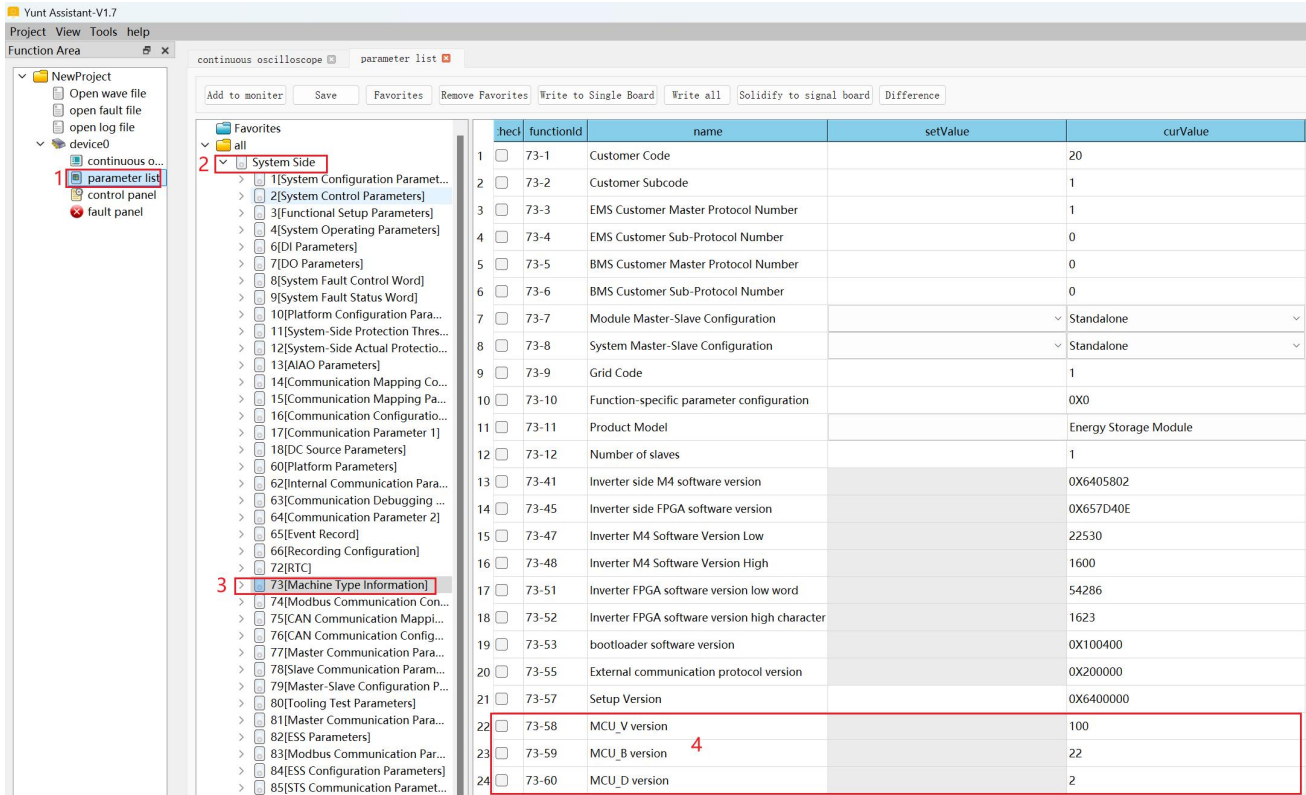 Yunt Assistant-V1.7
Project View Tools help
Function Area
NewProject
Open wave file
open fault file
open log file
device0
continuous o...
1 parameter list
control panel
fault panel
continuous oscilloscope
parameter list
Add to moniter Save Favorites Remove Favorites Write to Single Board Write all Solidify to signal board Difference
Favorites
all
2 System Side
1[System Configuration Paramet...
2[System Control Parameters]
3[Functional Setup Parameters]
4[System Operating Parameters]
6[DI Parameters]
7[DO Parameters]
8[System Fault Control Word]
9[System Fault Status Word]
10[Platform Configuration Para...
11[System-Side Protection Thres...
12[System-Side Actual Protectio...
13[AIAO Parameters]
14[Communication Mapping Co...
15[Communication Mapping Pa...
16[Communication Configuratio...
17[Communication Parameter 1]
18[DC Source Parameters]
60[Platform Parameters]
62[Internal Communication Para...
63[Communication Debugging ...
64[Communication Parameter 2]
65[Event Record]
66[Recording Configuration]
72[RTC]
3 73[Machine Type Information]
74[Modbus Communication Con...
75[CAN Communication Mappi...
76[CAN Communication Config...
77[Master Communication Para...
78[Slave Communication Param...
79[Master-Slave Configuration P...
80[Tooling Test Parameters]
81[Master Communication Para...
82[ESS Parameters]
83[Modbus Communication Par...
84[ESS Configuration Parameters]
85[STS Communication Paramet...
:heck functionId name setValue curValue
1 73-1 Customer Code 20
2 73-2 Customer Subcode 1
3 73-3 EMS Customer Master Protocol Number 1
4 73-4 EMS Customer Sub-Protocol Number 0
5 73-5 BMS Customer Master Protocol Number 0
6 73-6 BMS Customer Sub-Protocol Number 0
7 73-7 Module Master-Slave Configuration Standalone
8 73-8 System Master-Slave Configuration Standalone
9 73-9 Grid Code 1
10 73-10 Function-specific parameter configuration 0X0
11 73-11 Product Model Energy Storage Module
12 73-12 Number of slaves 1
13 73-41 Inverter side M4 software version 0X6405802
14 73-45 Inverter side FPGA software version 0X657D40E
15 73-47 Inverter M4 Software Version Low 22530
16 73-48 Inverter M4 Software Version High 1600
17 73-51 Inverter FPGA software version low word 54286
18 73-52 Inverter FPGA software version high character 1623
19 73-53 bootloader software version 0X100400
20 73-55 External communication protocol version 0X200000
21 73-57 Setup Version 0X6400000
22 73-58 MCU_V version 100
23 73-59 MCU_B version 4 22
24 73-60 MCU_D version 2